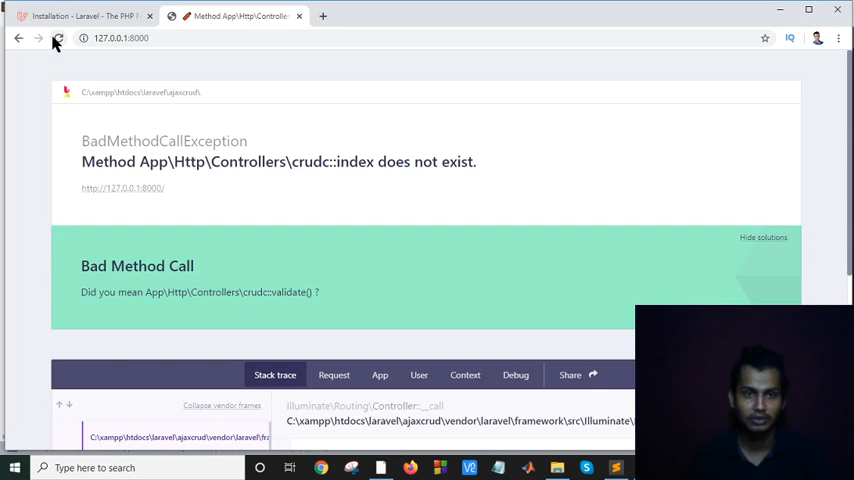 Installation - Laravel - The PHP F
Method App\Http\Controller
127.0.0.1:8000
IQ
C:\xampp\htdocs\laravel\ajaxcrud\
BadMethodCallException
Method App\Http\Controllers\crudc::index does not exist.
http://127.0.0.1:8000/
Hide solutions
Bad Method Call
Did you mean App\Http\Controllers\crudc::validate() ?
Stack trace
Request
App
User
Context
Debug
Share
Collapse vendor frames
Illuminate\Routing\Controller::__call
C:\xampp\htdocs\laravel\ajaxcrud\vendor\laravel\framework\src\Illuminate\
C:\xampp\htdocs\laravel\ajaxcrud\vendor\laravel\fra
Type here to search